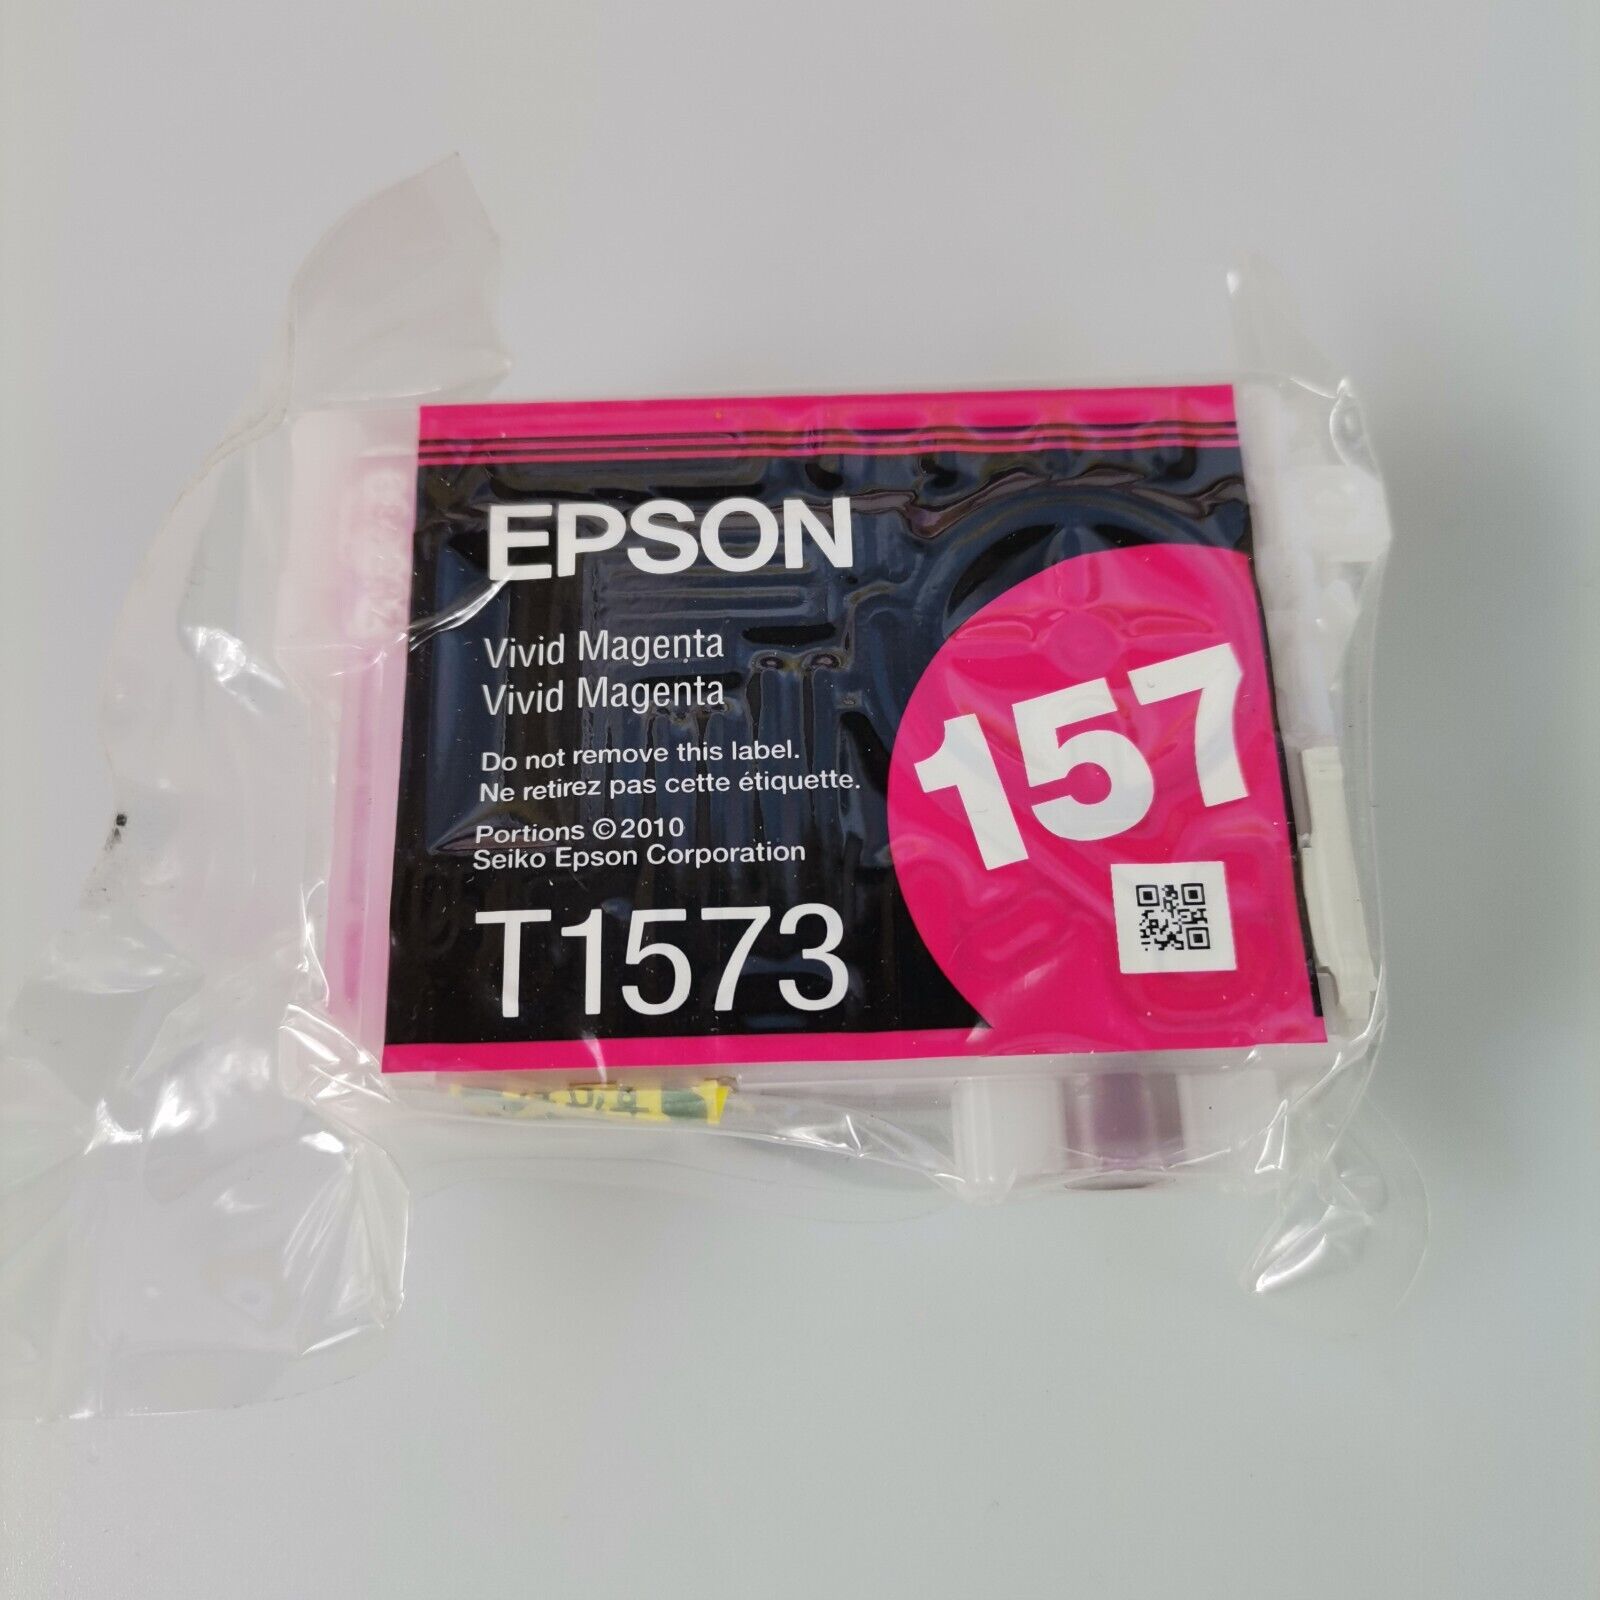 EPSON
Vivid Magenta
Vivid Magenta
Do not remove this label.
Ne retirez pas cette étiquette.
Portions ©2010
Seiko Epson Corporation
T1573
157